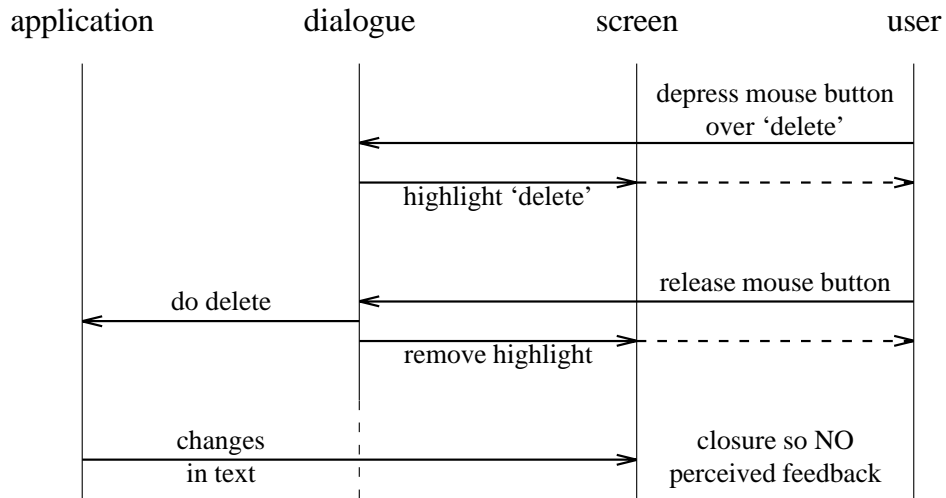 application
dialogue
screen
user
depress mouse button
over ‘delete’
highlight ‘delete’
release mouse button
do delete
remove highlight
changes
in text
closure so NO
perceived feedback